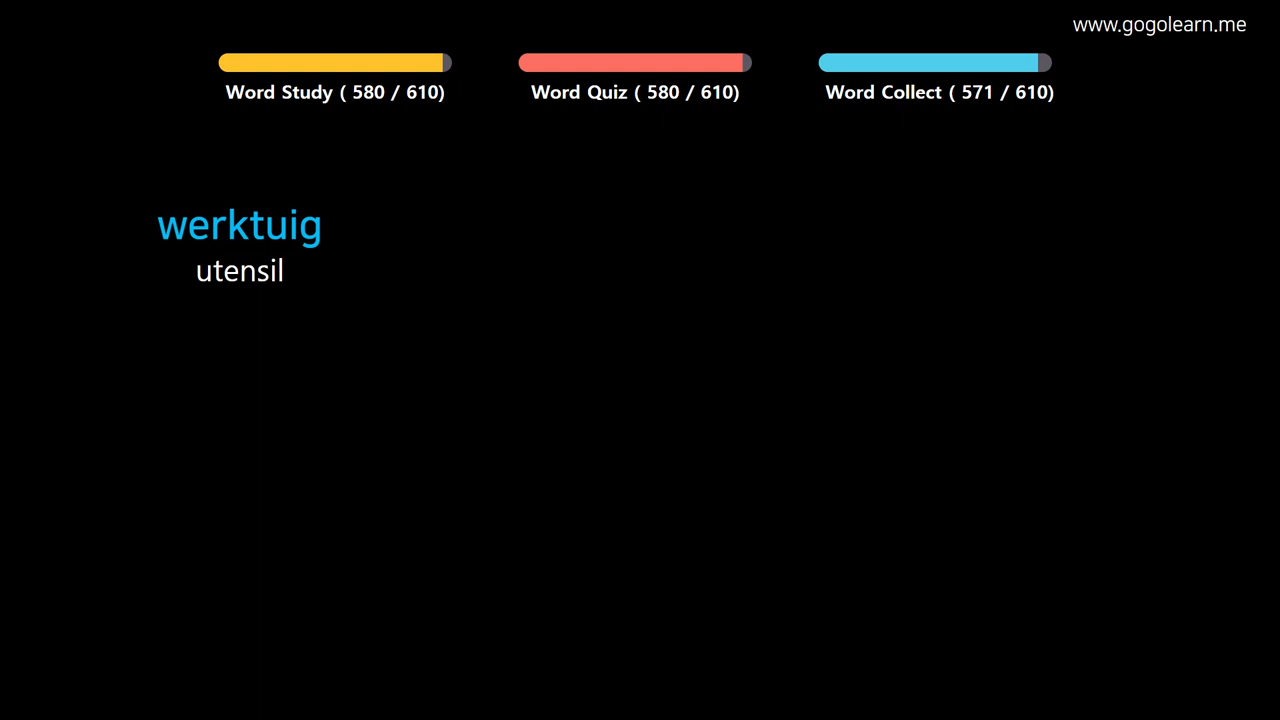 www.gogolearn.me
Word Study ( 580 / 610)
Word Quiz ( 580 / 610)
Word Collect ( 571 / 610)
werktuig
utensil